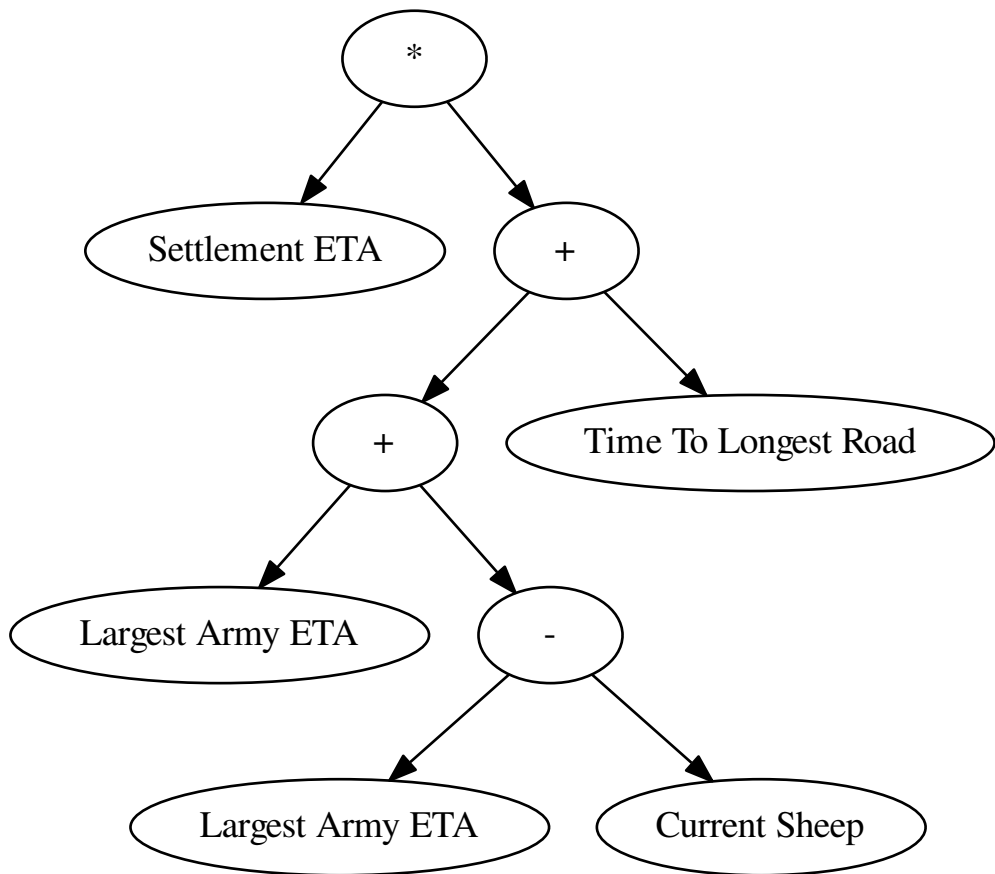 *
Settlement ETA
+
+
Time To Longest Road
Largest Army ETA
-
Largest Army ETA
Current Sheep